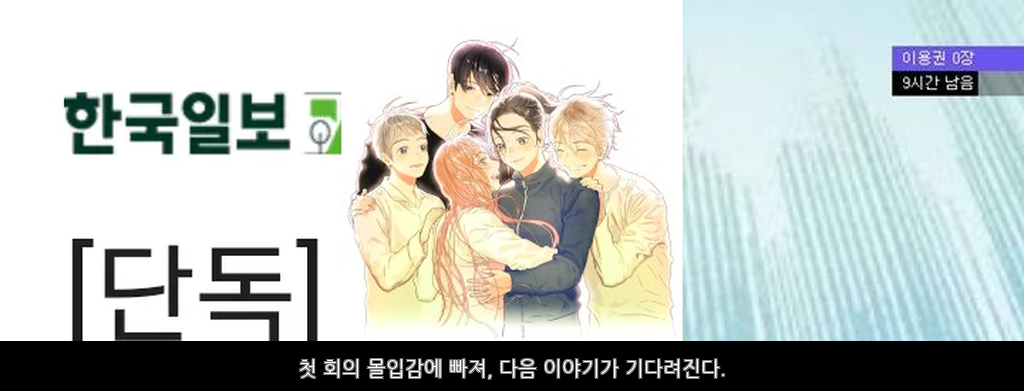 한국일보
[단독]
이용권 0장
9시간 남음
첫 회의 몰입감에 빠져, 다음 이야기가 기다려진다.